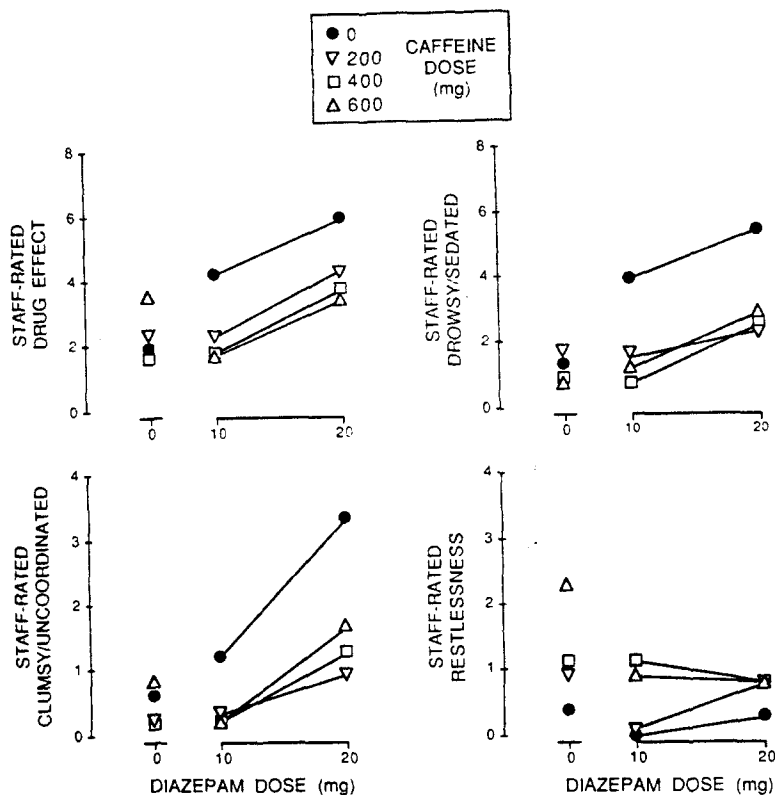 ● 0
▽ 200
□ 400
△ 600
CAFFEINE
DOSE
(mg)
8
6
4
2
0
STAFF-RATED
DRUG EFFECT
0
10
20
8
6
4
2
0
STAFF-RATED
DROWSY/SEDATED
0
10
20
4
3
2
1
0
STAFF-RATED
CLUMSY/UNCOORDINATED
0
10
20
DIAZEPAM DOSE (mg)
4
3
2
1
0
STAFF-RATED
RESTLESSNESS
0
10
20
DIAZEPAM DOSE (mg)